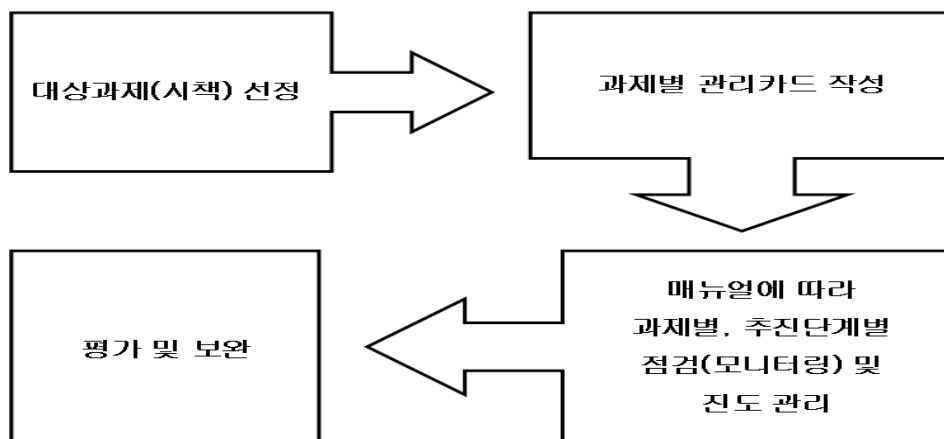 대상과제(시책) 선정
과제별 관리카드 작성
매뉴얼에 따라
과제별, 추진단계별
점검(모니터링) 및
진도 관리
평가 및 보완